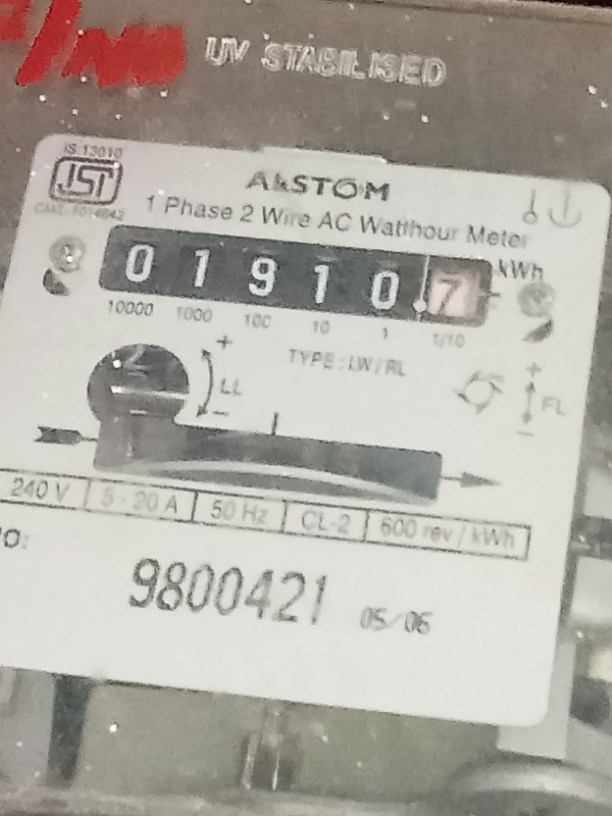 UV STABILISED
IS:13010
ALSTOM
1 Phase 2 Wire AC Watthour Meter
0 1 9 1 0 7 kWh
10000 1000 100 10 1 1/10
+
TYPE : LW/RL
LL
+
FL
-
-
240 V 5 - 20 A 50 Hz CL-2 600 rev / kWh
NO:
9800421 05/06